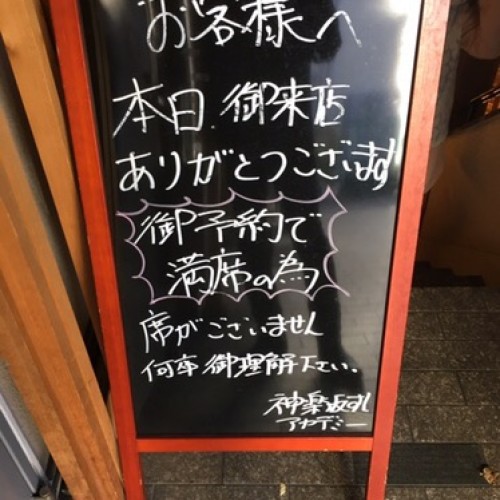 お客様へ
本日御来店
ありがとうございます
御予約で
満席の為
席がございません
何卒御理解下さい。
神楽坂すし
アカデミー